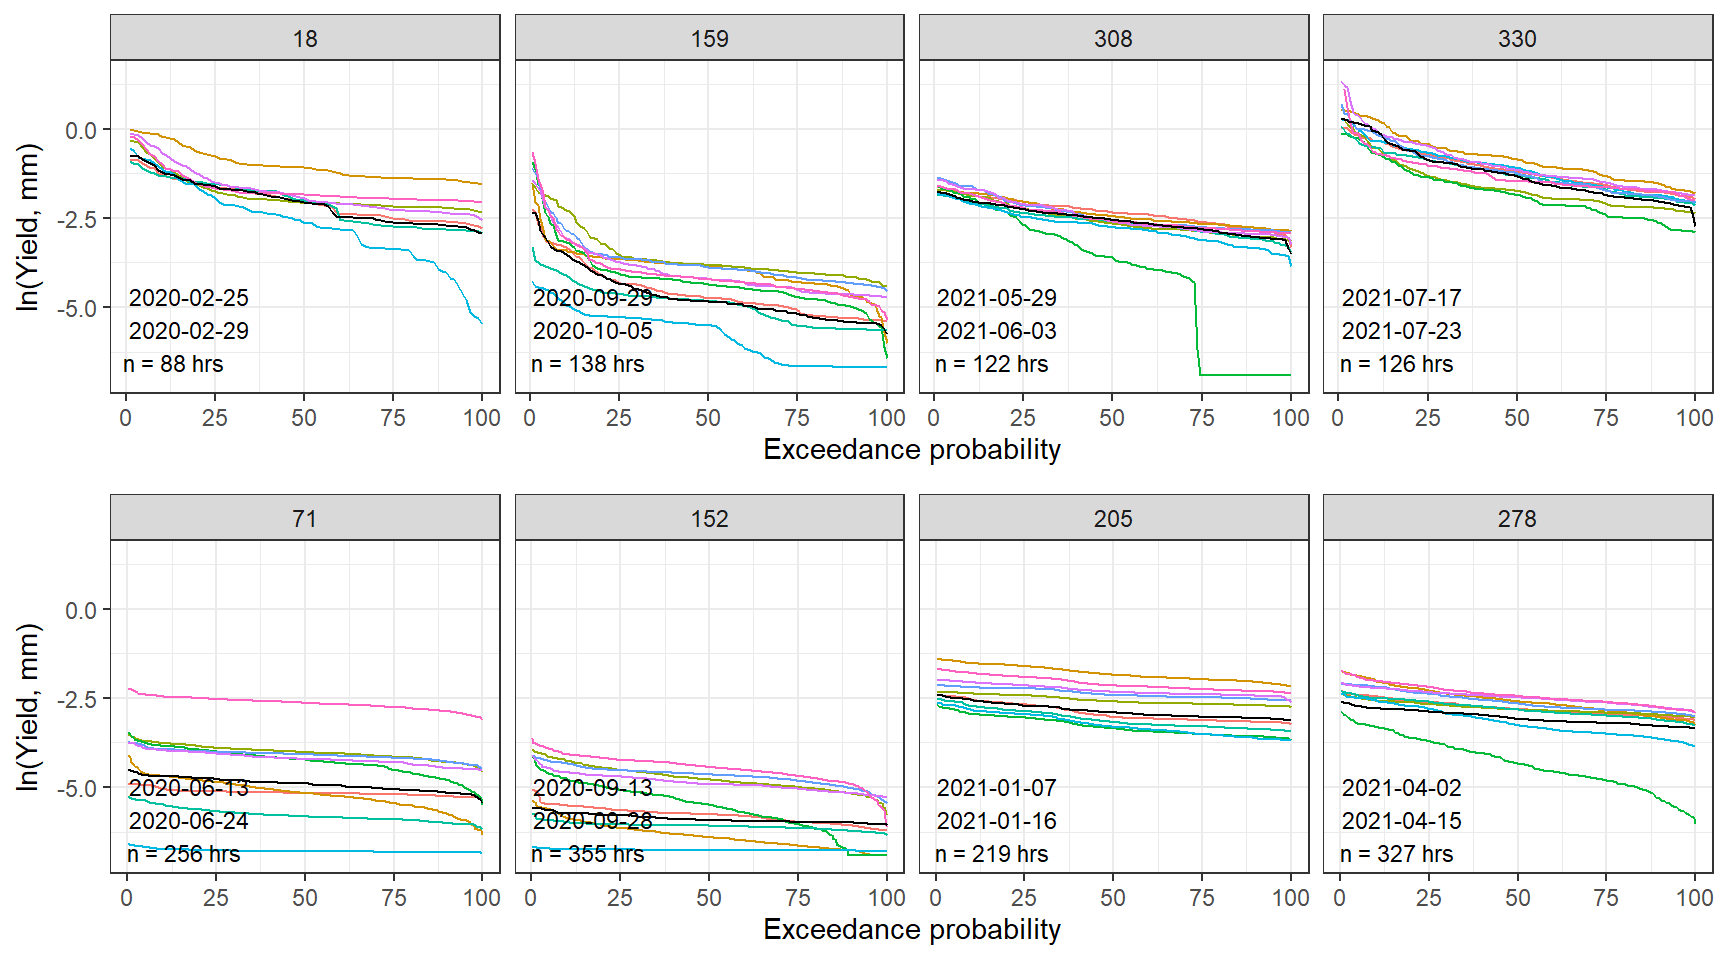 18
159
308
330
ln(Yield, mm)
0.0
-2.5
-5.0
2020-02-25
2020-02-29
n = 88 hrs
2020-09-29
2020-10-05
n = 138 hrs
2021-05-29
2021-06-03
n = 122 hrs
2021-07-17
2021-07-23
n = 126 hrs
0 25 50 75 100
0 25 50 75 100
0 25 50 75 100
0 25 50 75 100
Exceedance probability
71
152
205
278
ln(Yield, mm)
0.0
-2.5
-5.0
2020-06-13
2020-06-24
n = 256 hrs
2020-09-13
2020-09-28
n = 355 hrs
2021-01-07
2021-01-16
n = 219 hrs
2021-04-02
2021-04-15
n = 327 hrs
0 25 50 75 100
0 25 50 75 100
0 25 50 75 100
0 25 50 75 100
Exceedance probability